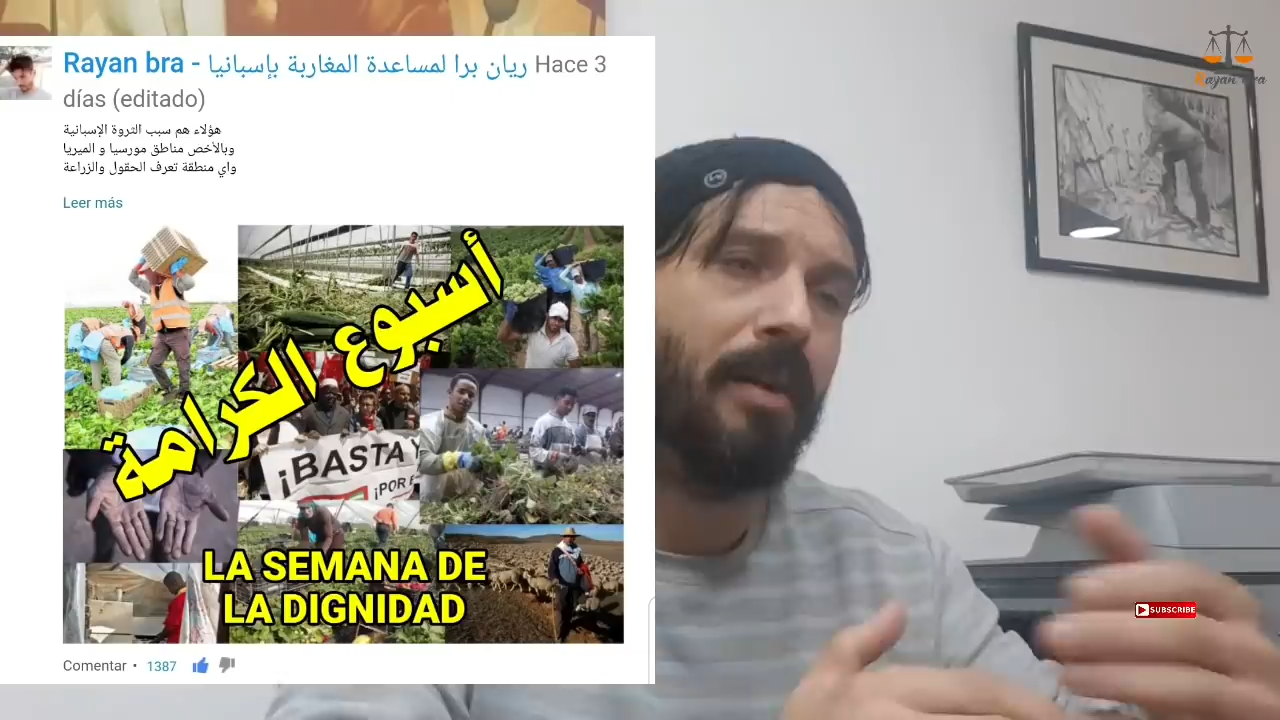 Rayan bra - ريان برا لمساعدة المغاربة بإسبانيا Hace 3
días (editado)
هؤلاء هم سبب الثروة الإسبانية
وبالأخص مناطق مورسيا و الميريا
واي منطقة تعرف الحقول والزراعة
Leer más
أسبوع الكرامة
¡BASTA Y
¡POR
LA SEMANA DE
LA DIGNIDAD
Comentar • 1387
Rayan bra
SUBSCRIBE